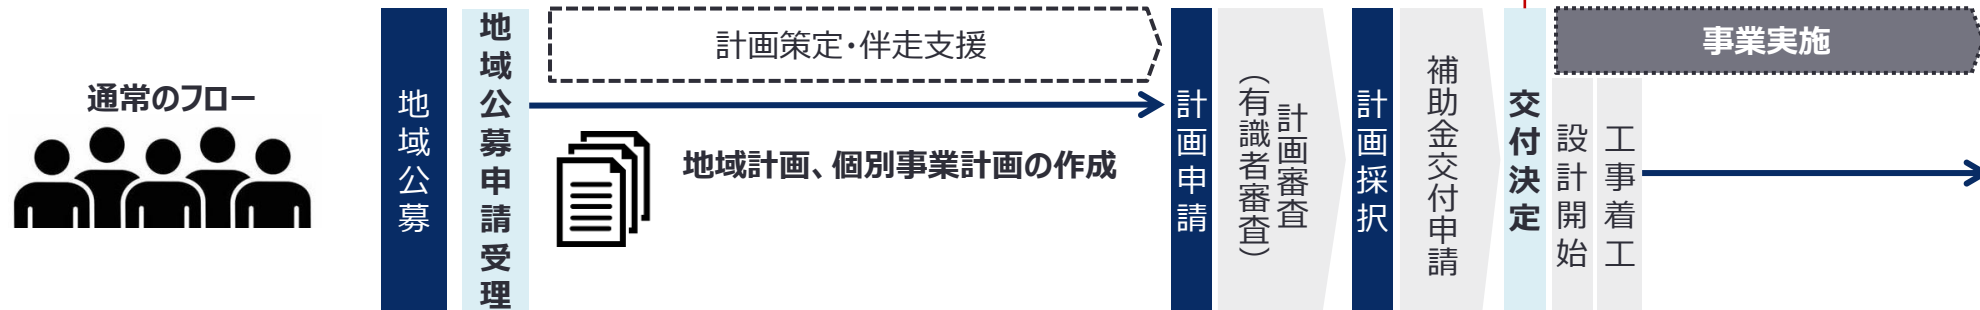 通常のフロー
地域公募
地域公募申請受理
計画策定・伴走支援
地域計画、個別事業計画の作成
計画申請
計画審査
（有識者審査）
計画採択
補助金交付申請
交付決定
事業実施
設計開始
工事着工